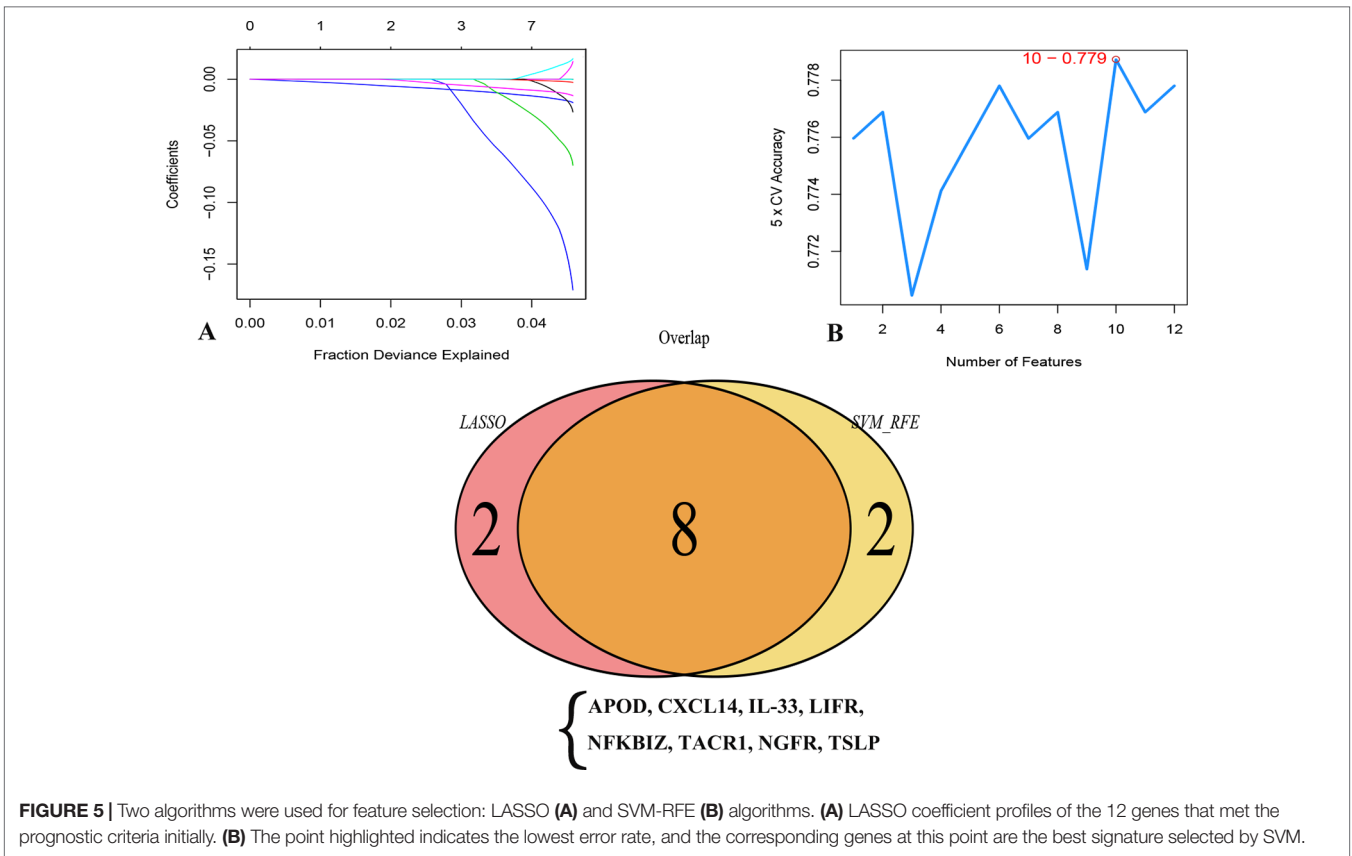 0 1 2 3 7
0.00
−0.05
−0.10
−0.15
Coefficients
0.00 0.01 0.02 0.03 0.04
Fraction Deviance Explained
A
10 − 0.779
0.778
0.776
0.774
0.772
5 x CV Accuracy
2 4 6 8 10 12
Number of Features
B
Overlap
LASSO
SVM_RFE
2 8 2
APOD, CXCL14, IL-33, LIFR,
NFKBIZ, TACR1, NGFR, TSLP
FIGURE 5 | Two algorithms were used for feature selection: LASSO (A) and SVM-RFE (B) algorithms. (A) LASSO coefficient profiles of the 12 genes that met the
prognostic criteria initially. (B) The point highlighted indicates the lowest error rate, and the corresponding genes at this point are the best signature selected by SVM.